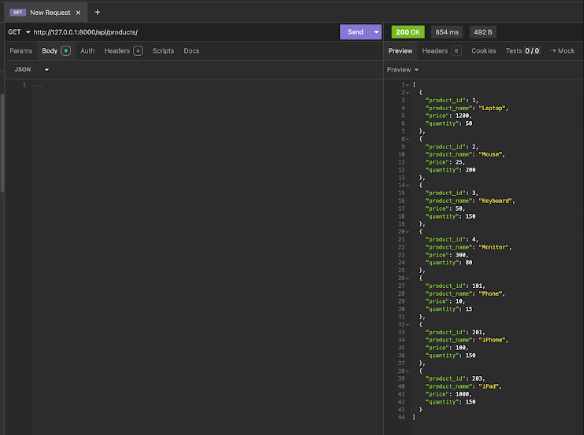 GET New Request × +
GET http://127.0.0.1:8000/api/products/ Send 200 OK 854 ms 492 B
Params Body Auth Headers 4 Scripts Docs Preview Headers 8 Cookies Tests 0 / 0 → Mock
JSON Preview
1 ... 1 [
2 {
3 "product_id": 1,
4 "product_name": "Laptop",
5 "price": 1200,
6 "quantity": 50
7 },
8 {
9 "product_id": 2,
10 "product_name": "Mouse",
11 "price": 25,
12 "quantity": 200
13 },
14 {
15 "product_id": 3,
16 "product_name": "Keyboard",
17 "price": 50,
18 "quantity": 150
19 },
20 {
21 "product_id": 4,
22 "product_name": "Monitor",
23 "price": 300,
24 "quantity": 80
25 },
26 {
27 "product_id": 101,
28 "product_name": "Phone",
29 "price": 10,
30 "quantity": 15
31 },
32 {
33 "product_id": 201,
34 "product_name": "iPhone",
35 "price": 100,
36 "quantity": 150
37 },
38 {
39 "product_id": 203,
40 "product_name": "iPad",
41 "price": 1000,
42 "quantity": 150
43 }
44 ]